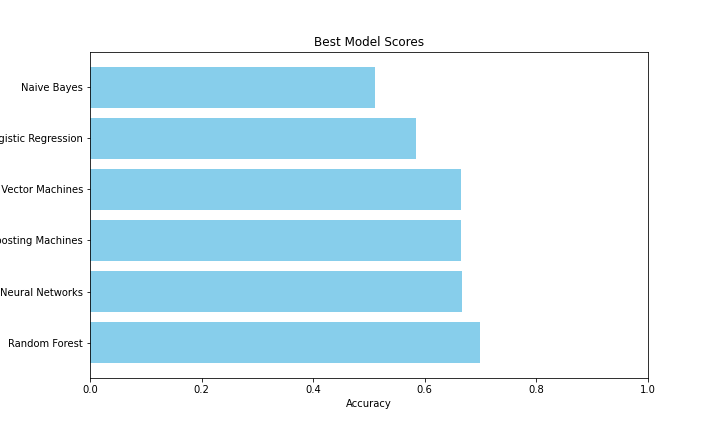 Best Model Scores
Naive Bayes
gistic Regression
Vector Machines
osting Machines
Neural Networks
Random Forest
0.0 0.2 0.4 0.6 0.8 1.0
Accuracy